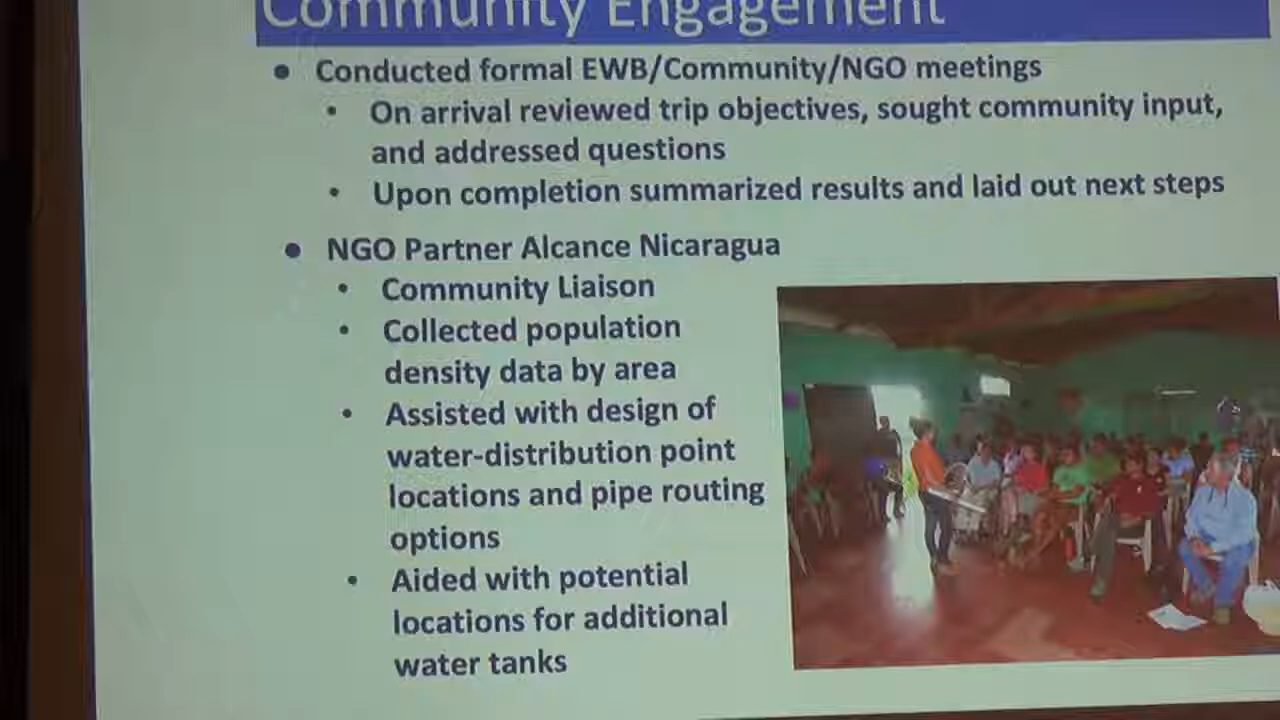 Community Engagement
• Conducted formal EWB/Community/NGO meetings
• On arrival reviewed trip objectives, sought community input,
and addressed questions
• Upon completion summarized results and laid out next steps
• NGO Partner Alcance Nicaragua
• Community Liaison
• Collected population
density data by area
• Assisted with design of
water-distribution point
locations and pipe routing
options
• Aided with potential
locations for additional
water tanks